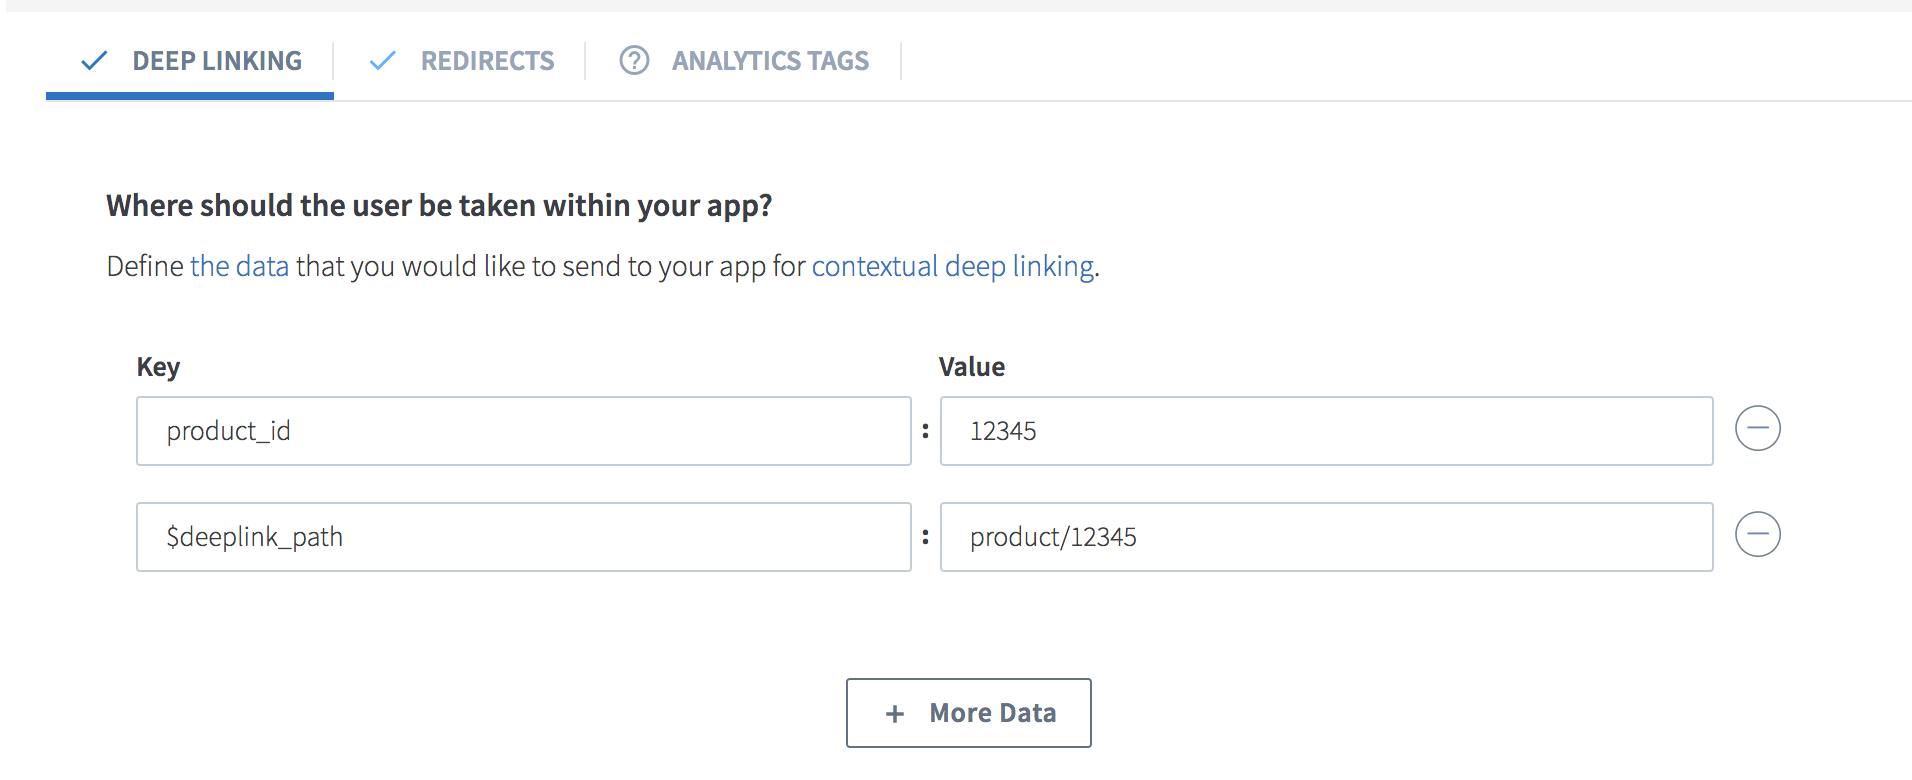 DEEP LINKING REDIRECTS ANALYTICS TAGS
Where should the user be taken within your app?
Define the data that you would like to send to your app for contextual deep linking.
Key Value
product_id : 12345
$deeplink_path : product/12345
+ More Data